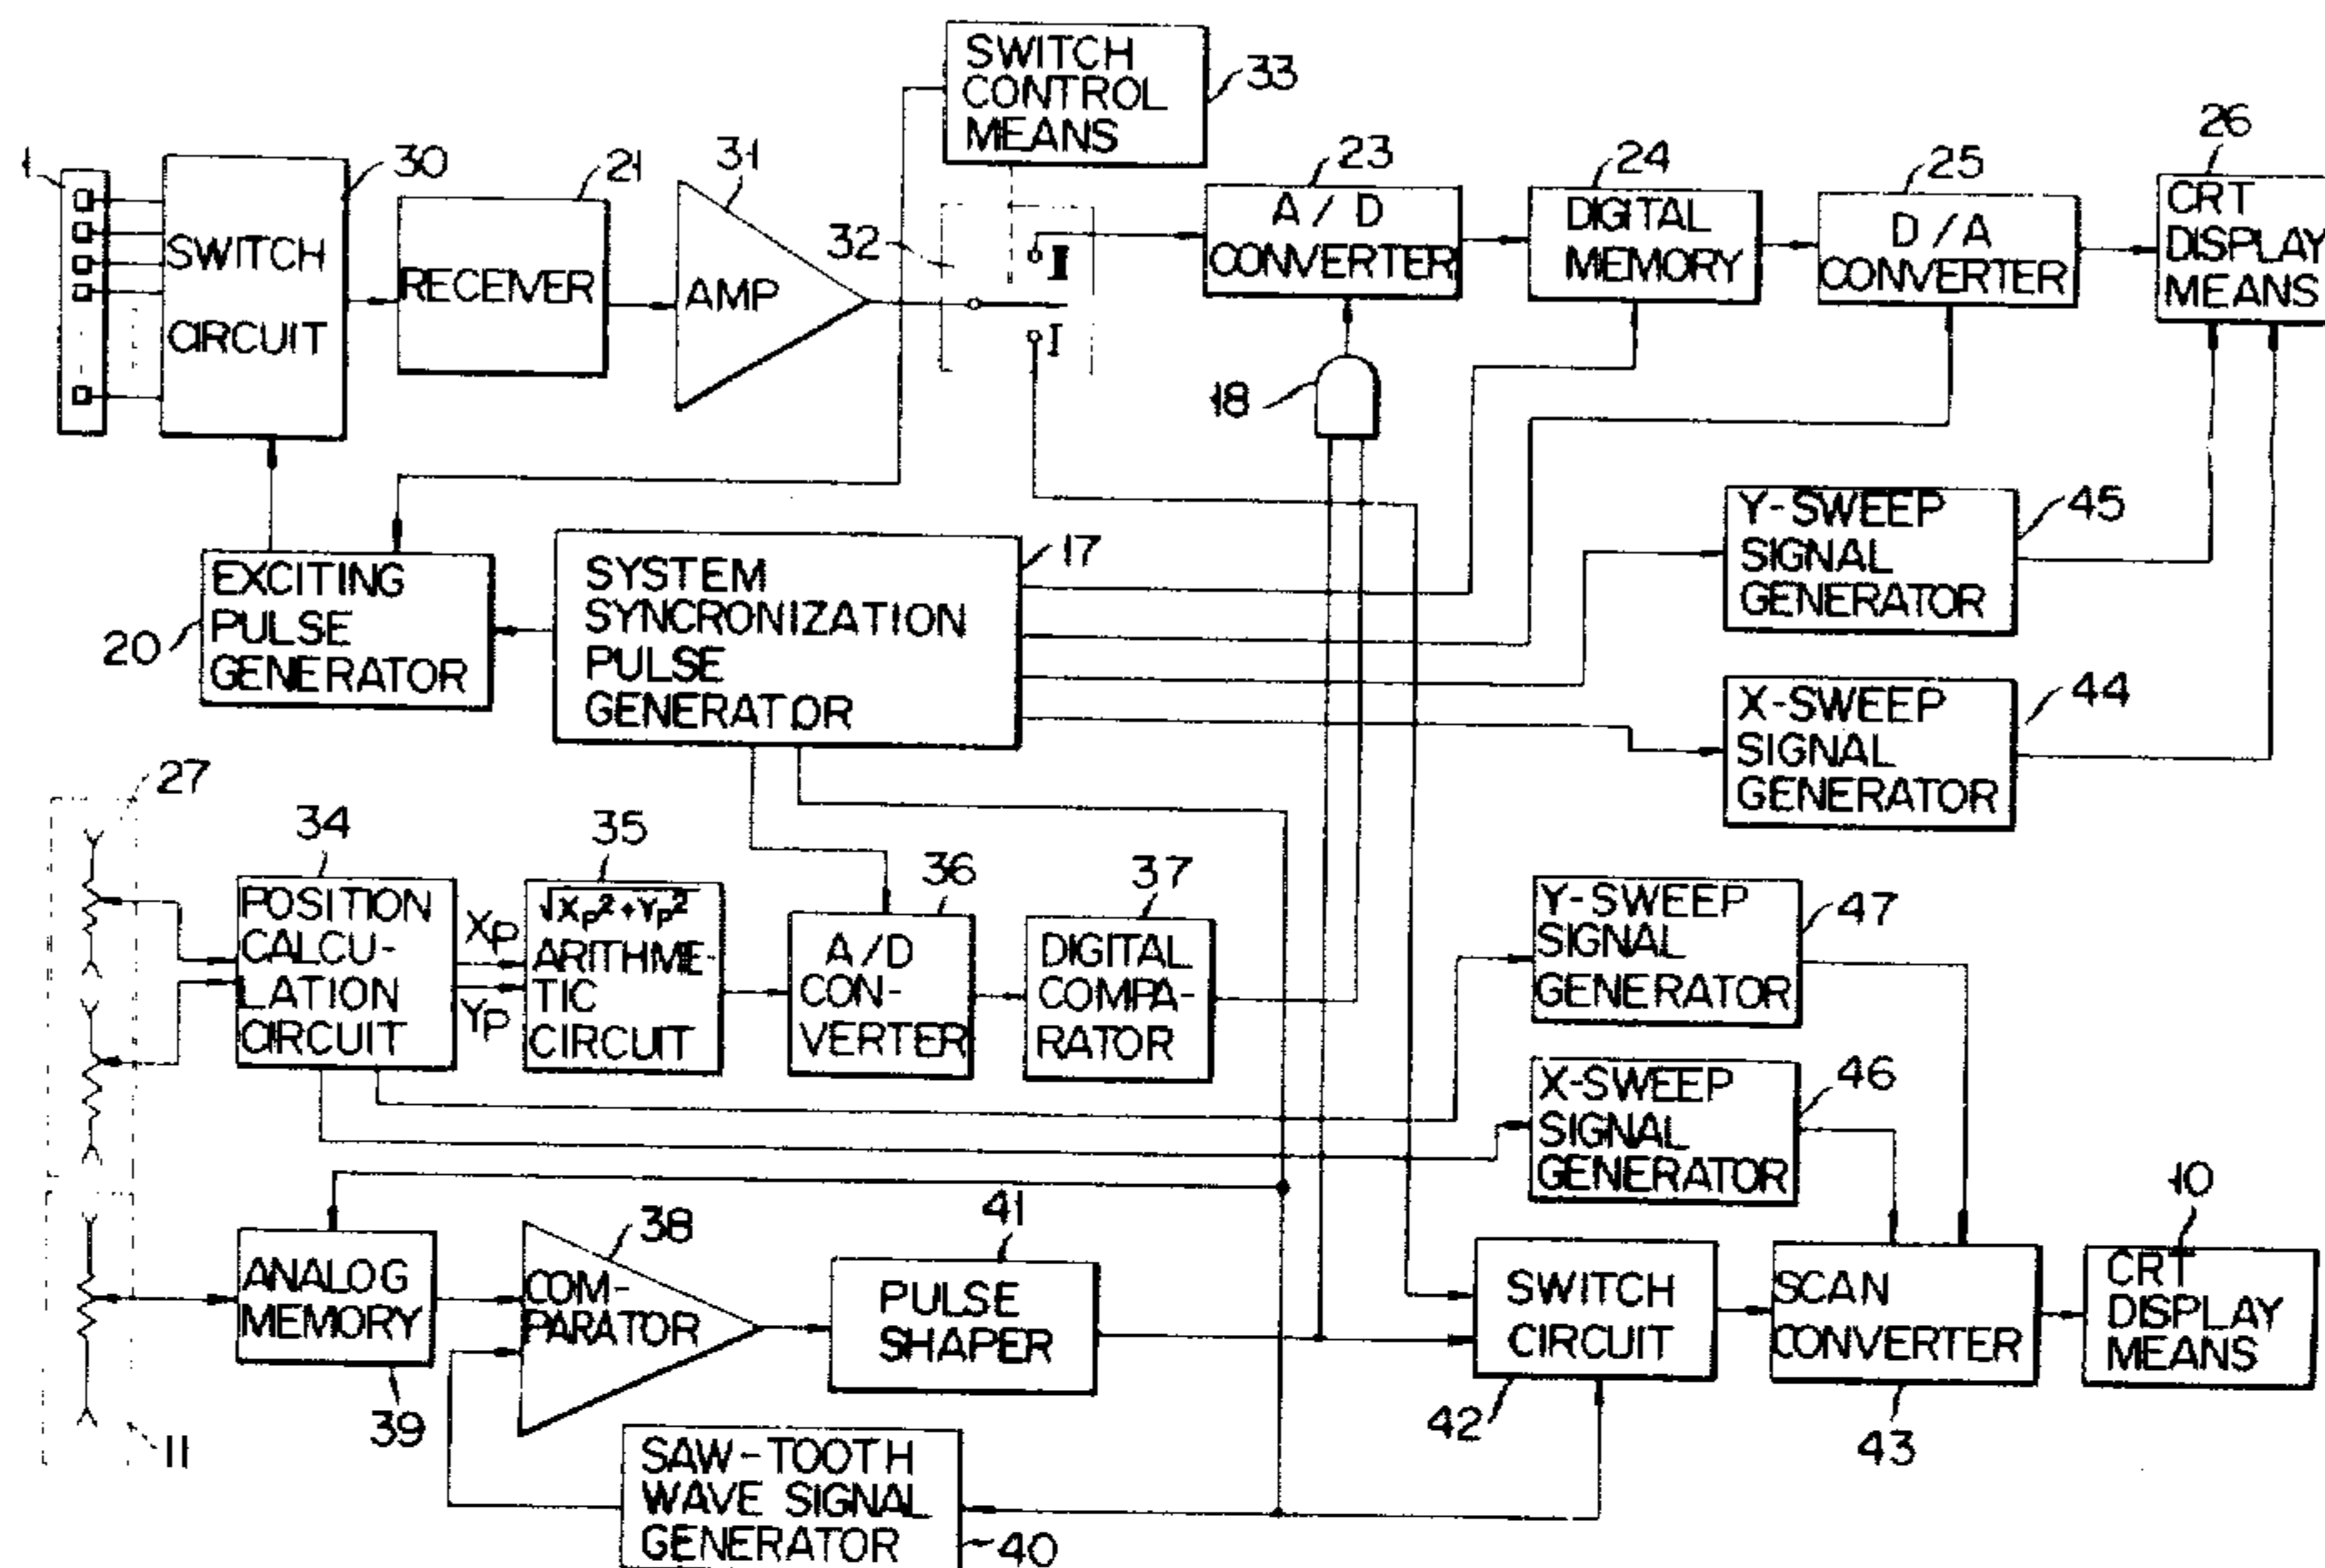 SWITCH
CONTROL
MEANS
33
1
SWITCH
CIRCUIT
30
RECEIVER
21
AMP
31
32
II
I
A/D
CONVERTER
23
DIGITAL
MEMORY
24
D/A
CONVERTER
25
CRT
DISPLAY
MEANS
26
18
EXCITING
PULSE
GENERATOR
20
SYSTEM
SYNCRONIZATION
PULSE
GENERATOR
17
Y-SWEEP
SIGNAL
GENERATOR
45
X-SWEEP
SIGNAL
GENERATOR
44
27
34
POSITION
CALCU-
LATION
CIRCUIT
XP
YP
35
√XP²+YP²
ARITHME-
TIC
CIRCUIT
36
A/D
CON-
VERTER
37
DIGITAL
COMPA-
RATOR
Y-SWEEP
SIGNAL
GENERATOR
47
X-SWEEP
SIGNAL
GENERATOR
46
11
ANALOG
MEMORY
39
COM-
PARATOR
38
41
PULSE
SHAPER
SAW-TOOTH
WAVE SIGNAL
GENERATOR
40
SWITCH
CIRCUIT
42
SCAN
CONVERTER
43
10
CRT
DISPLAY
MEANS